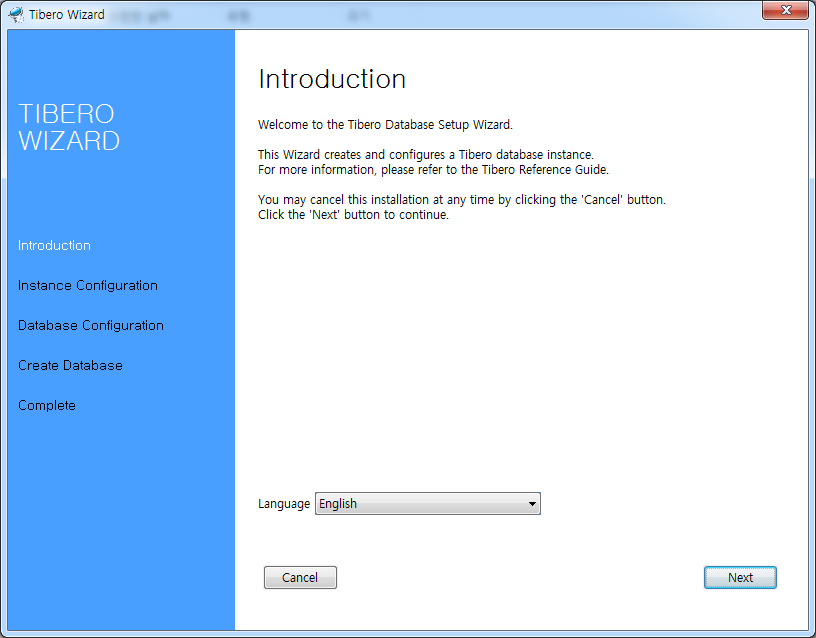 Tibero Wizard
TIBERO
WIZARD
Introduction
Instance Configuration
Database Configuration
Create Database
Complete
Introduction
Welcome to the Tibero Database Setup Wizard.
This Wizard creates and configures a Tibero database instance.
For more information, please refer to the Tibero Reference Guide.
You may cancel this installation at any time by clicking the 'Cancel' button.
Click the 'Next' button to continue.
Language English
Cancel
Next